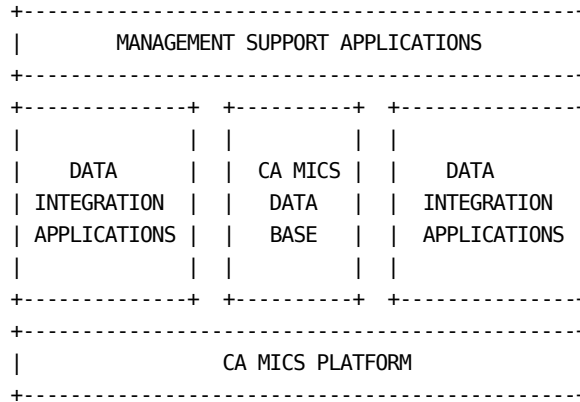 MANAGEMENT SUPPORT APPLICATIONS
DATA CA MICS DATA
INTEGRATION DATA INTEGRATION
APPLICATIONS BASE APPLICATIONS
CA MICS PLATFORM